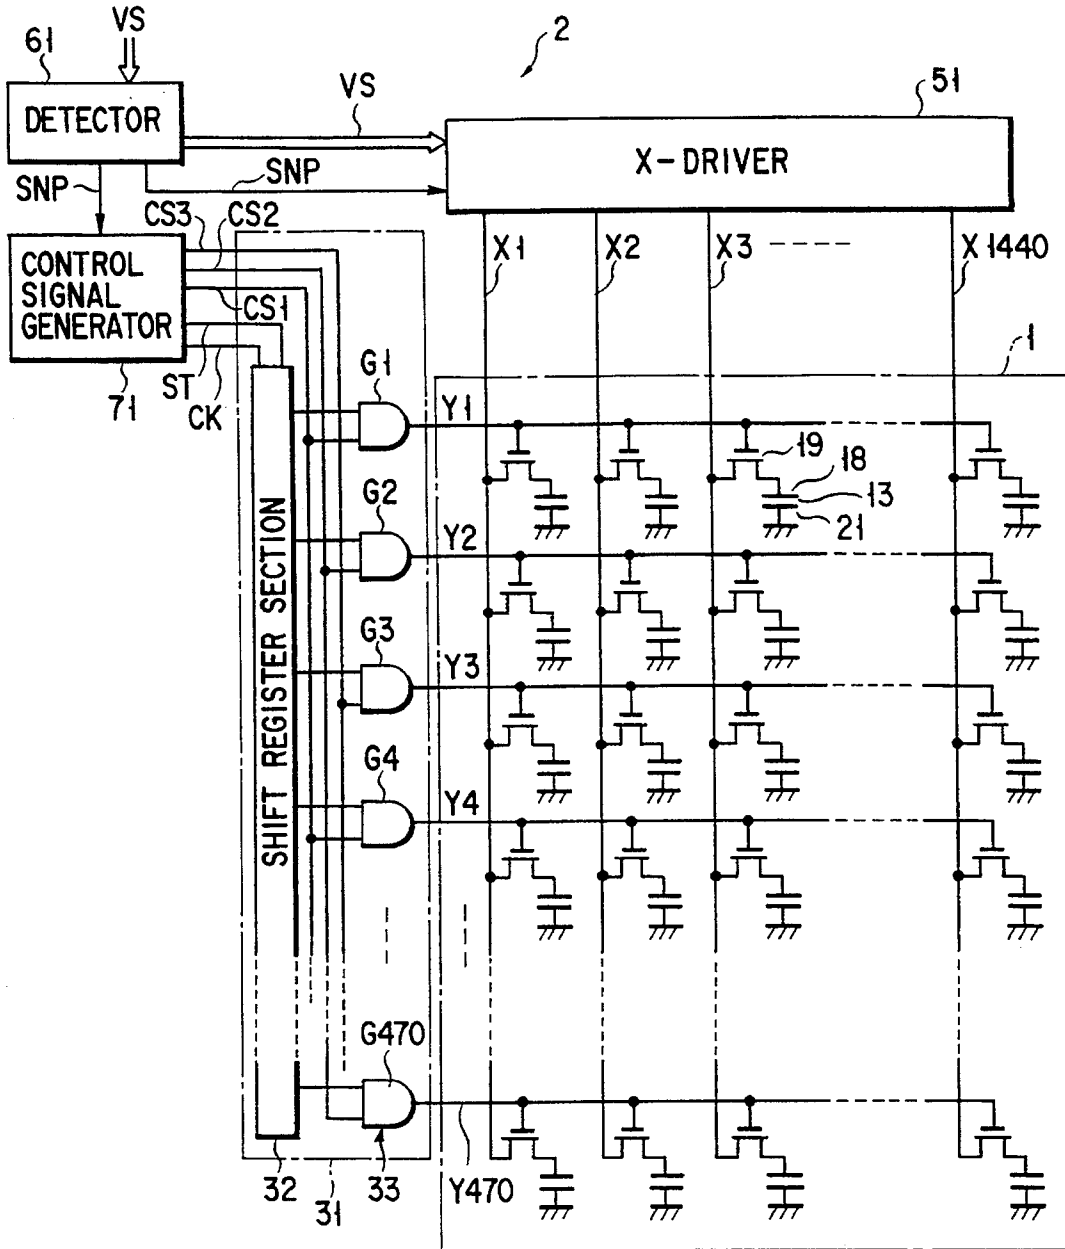 VS
2
61
51
DETECTOR
VS
X-DRIVER
SNP
SNP
CS3
CS2
CONTROL
SIGNAL
GENERATOR
CS1
X1
X2
X3
X1440
71
ST
CK
1
G1
Y1
19
18
13
21
G2
Y2
G3
Y3
G4
Y4
SHIFT REGISTER SECTION
G470
32
31
33
Y470